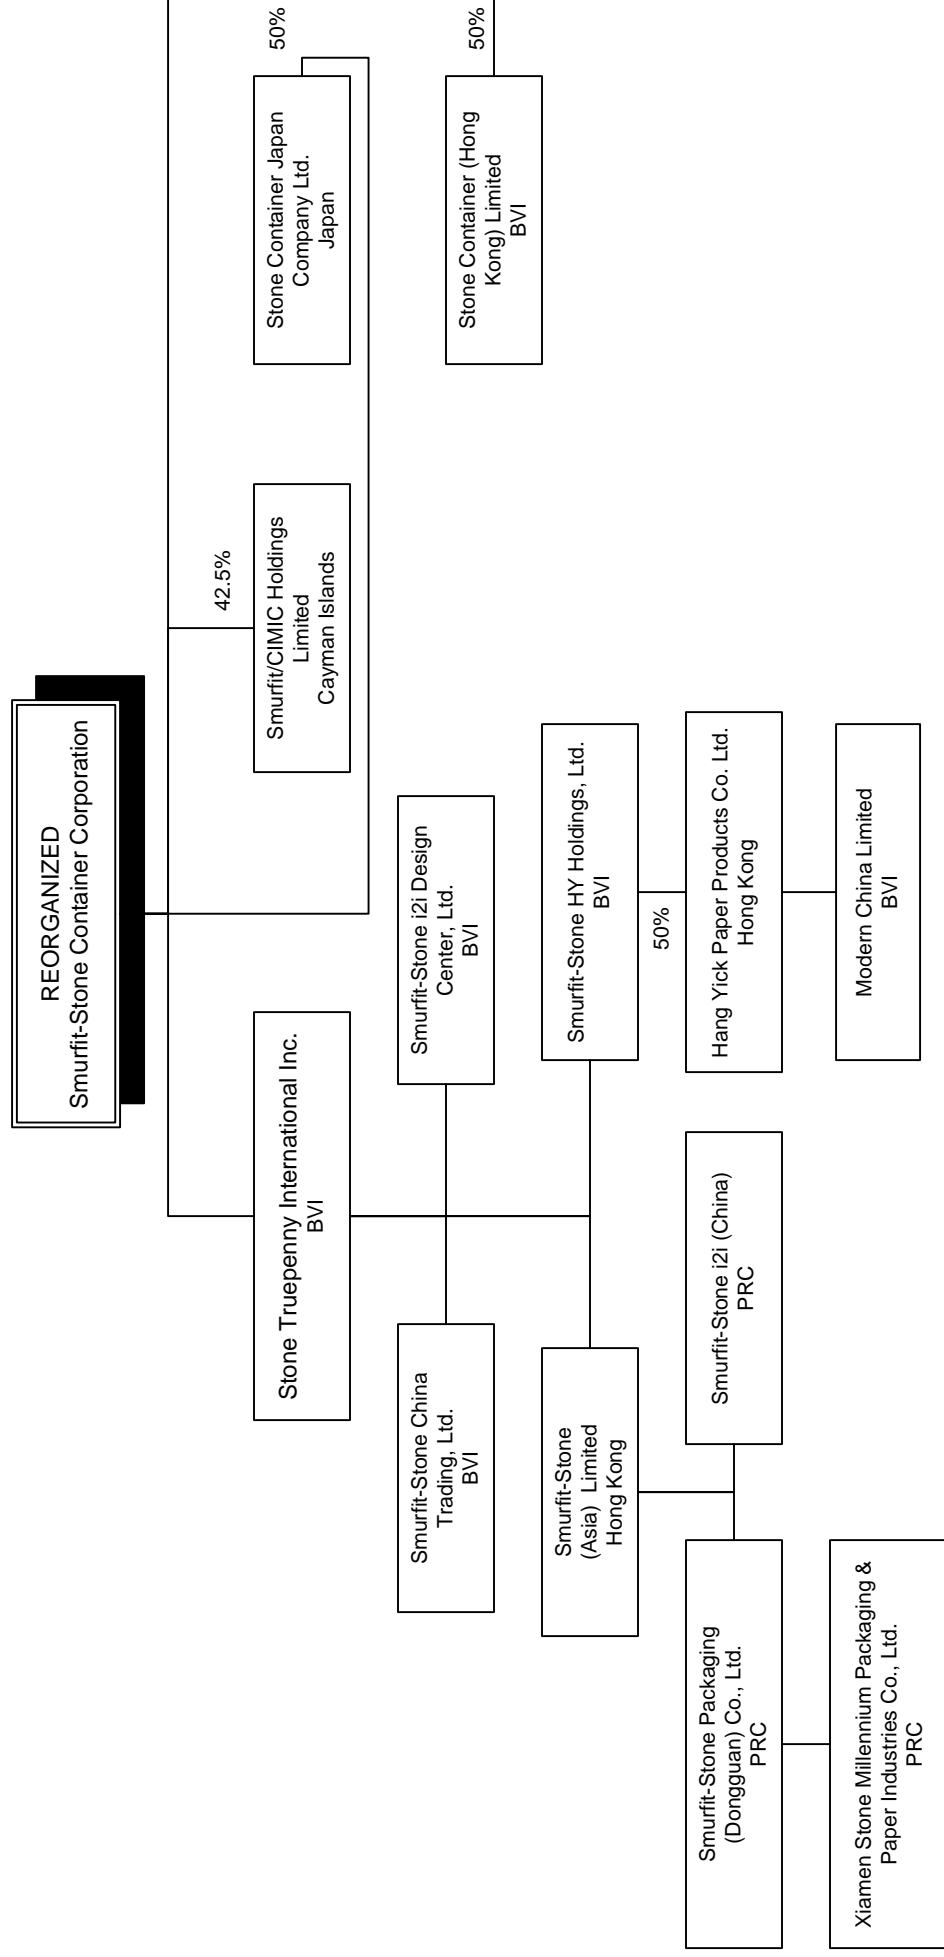 REORGANIZED
Smurfit-Stone Container Corporation
Stone Truepenny International Inc.
BVI
42.5%
Smurfit/CIMIC Holdings
Limited
Cayman Islands
50%
Stone Container Japan
Company Ltd.
Japan
Smurfit-Stone China
Trading, Ltd.
BVI
Smurfit-Stone i2i Design
Center, Ltd.
BVI
50%
Stone Container (Hong
Kong) Limited
BVI
Smurfit-Stone
(Asia) Limited
Hong Kong
Smurfit-Stone HY Holdings, Ltd.
BVI
50%
Smurfit-Stone Packaging
(Dongguan) Co., Ltd.
PRC
Smurfit-Stone i2i (China)
PRC
Hang Yick Paper Products Co. Ltd.
Hong Kong
Xiamen Stone Millennium Packaging &
Paper Industries Co., Ltd.
PRC
Modern China Limited
BVI